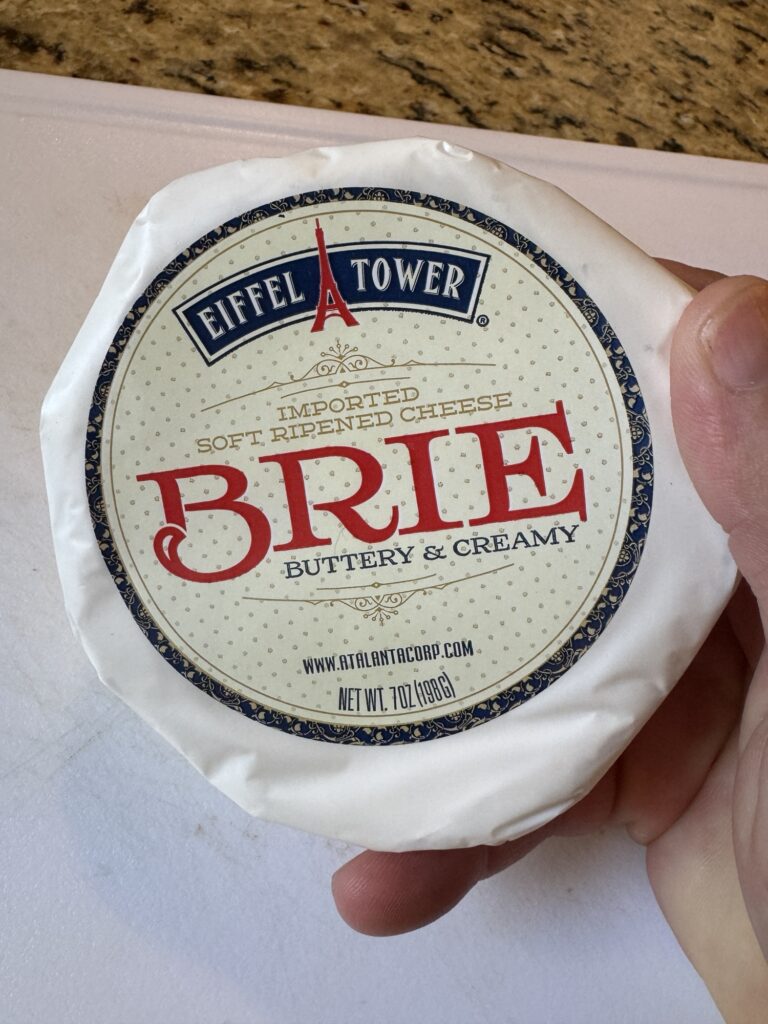 EIFFEL TOWER ®
IMPORTED
SOFT RIPENED CHEESE
BRIE
BUTTERY & CREAMY
WWW.ATALANTACORP.COM
NET WT. 7OZ (198G)